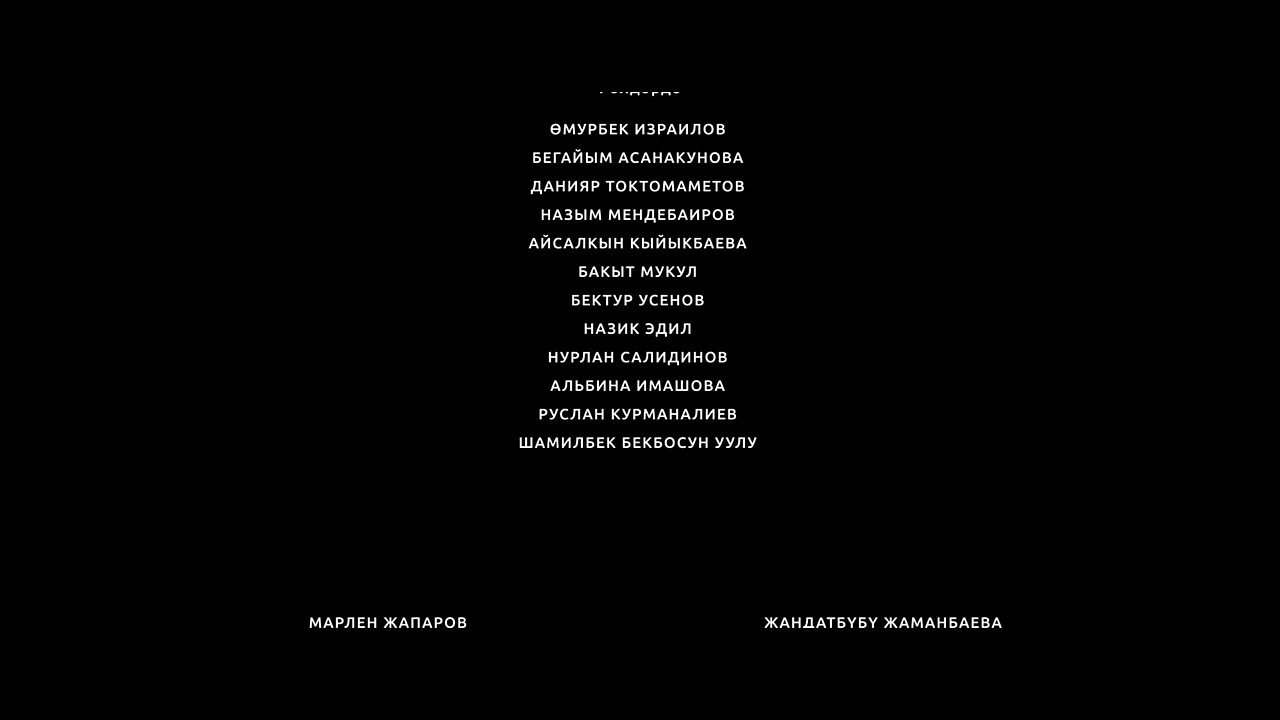 ӨМУРБЕК ИЗРАИЛОВ
БЕГАЙЫМ АСАНАКУНОВА
ДАНИЯР ТОКТОМАМЕТОВ
НАЗЫМ МЕНДЕБАИРОВ
АЙСАЛКЫН КЫЙЫКБАЕВА
БАКЫТ МУКУЛ
БЕКТУР УСЕНОВ
НАЗИК ЭДИЛ
НУРЛАН САЛИДИНОВ
АЛЬБИНА ИМАШОВА
РУСЛАН КУРМАНАЛИЕВ
ШАМИЛБЕК БЕКБОСУН УУЛУ
МАРЛЕН ЖАПАРОВ
ЖАНДАТБҮБҮ ЖАМАНБАЕВА